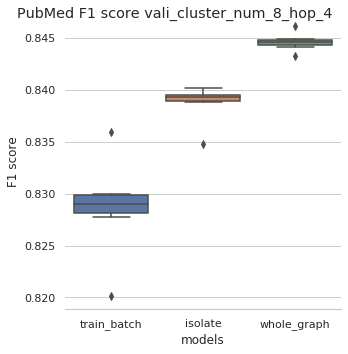 PubMed F1 score vali_cluster_num_8_hop_4
0.845
0.840
0.835
0.830
0.825
0.820
F1 score
train_batch
isolate
whole_graph
models